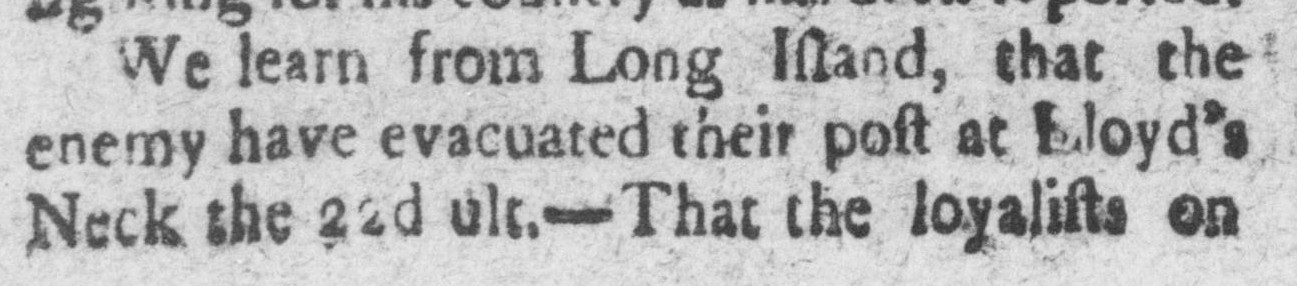 We learn from Long Iſland, that the
enemy have evacuated their poſt at Lloyd's
Neck the 22d ult.—That the loyaliſts on